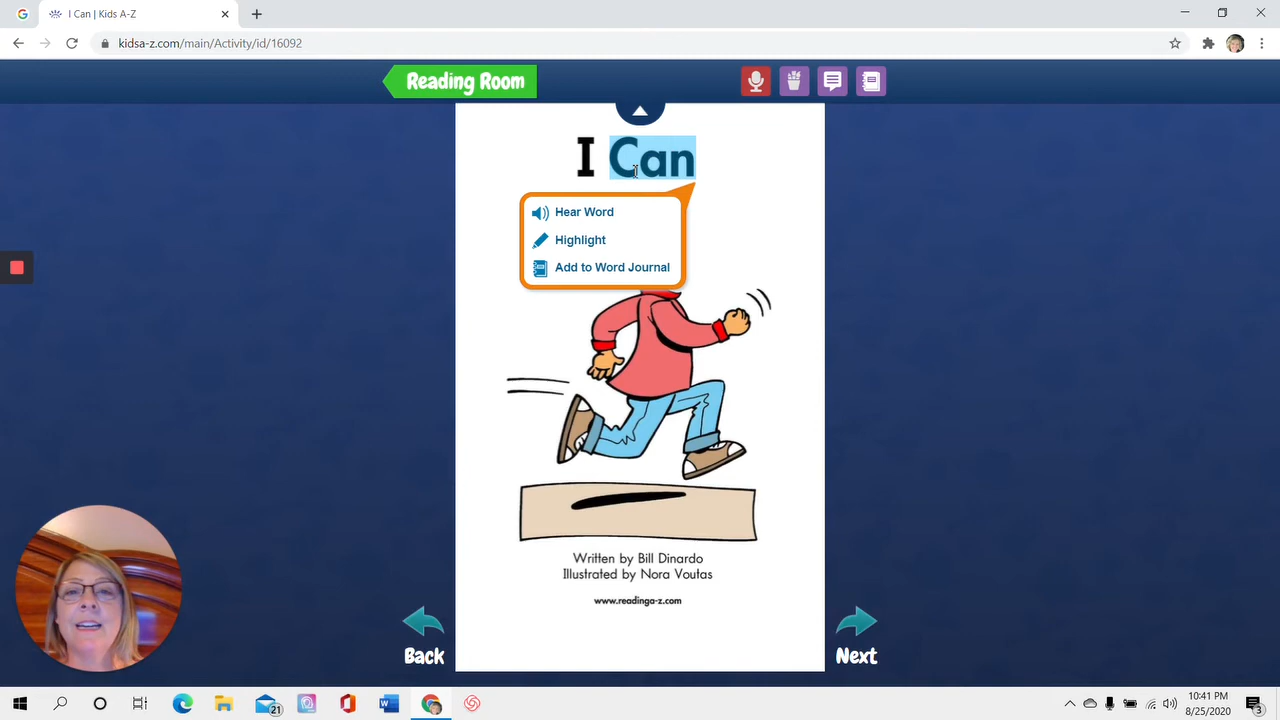 I Can | Kids A-Z
kidsa-z.com/main/Activity/id/16092
Reading Room
I Can
Hear Word
Highlight
Add to Word Journal
Written by Bill Dinardo
Illustrated by Nora Voutas
www.readinga-z.com
Back
Next
21
10:41 PM
8/25/2020
3